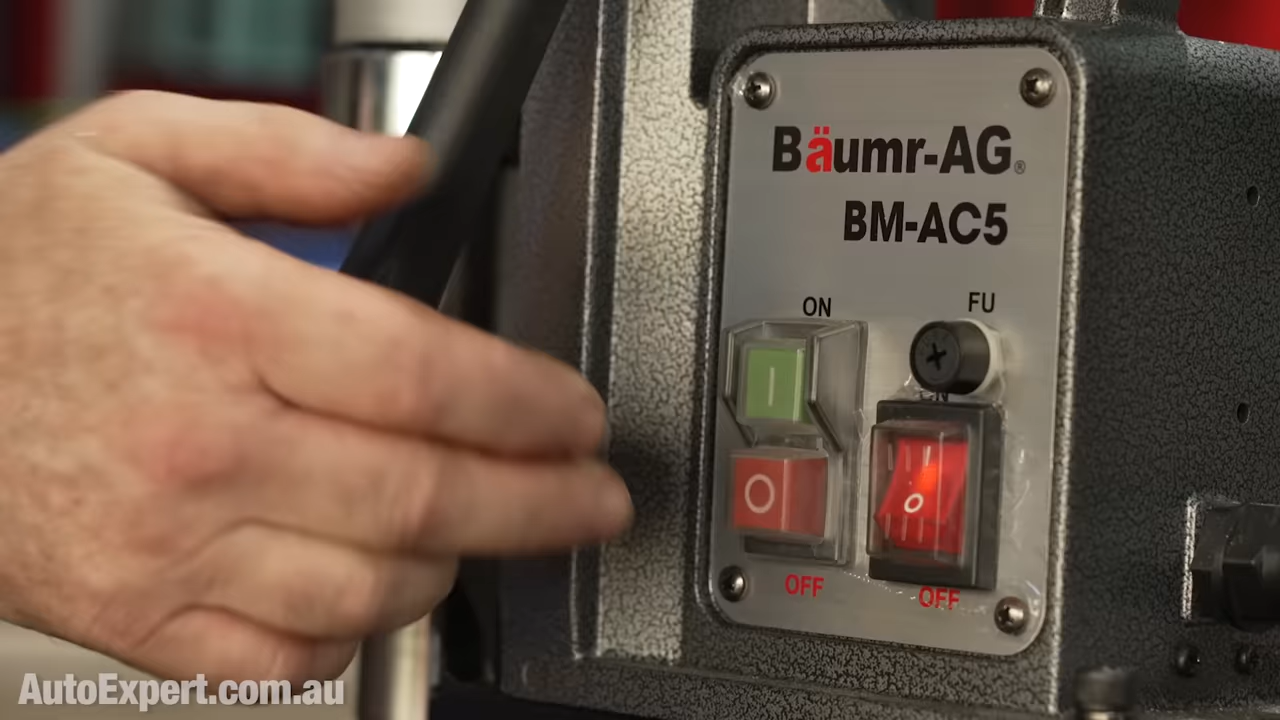 Bäumr-AG®
BM-AC5
ON
FU
I
O
O
OFF
OFF
AutoExpert.com.au